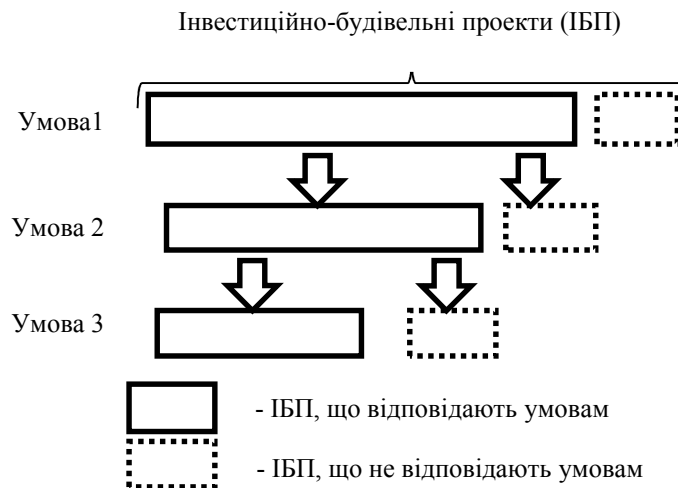 Інвестиційно-будівельні проекти (ІБП)
Умова1
Умова 2
Умова 3
- ІБП, що відповідають умовам
- ІБП, що не відповідають умовам